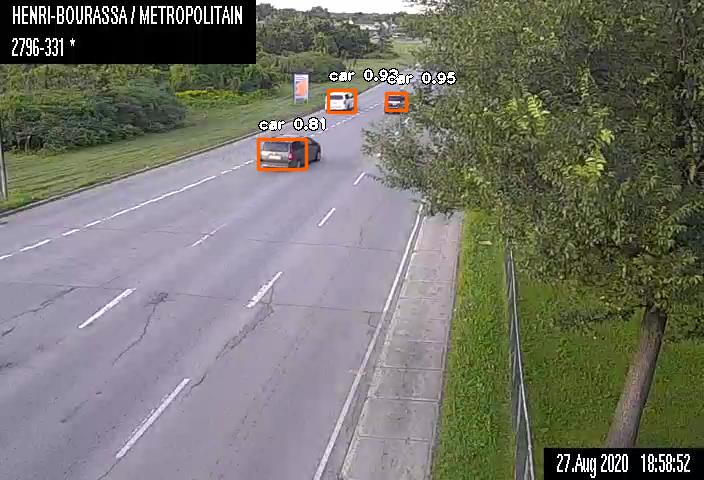 HENRI-BOURASSA / METROPOLITAIN
2796-331 *
car 0.93
car 0.95
car 0.81
27.Aug 2020 18:58:52